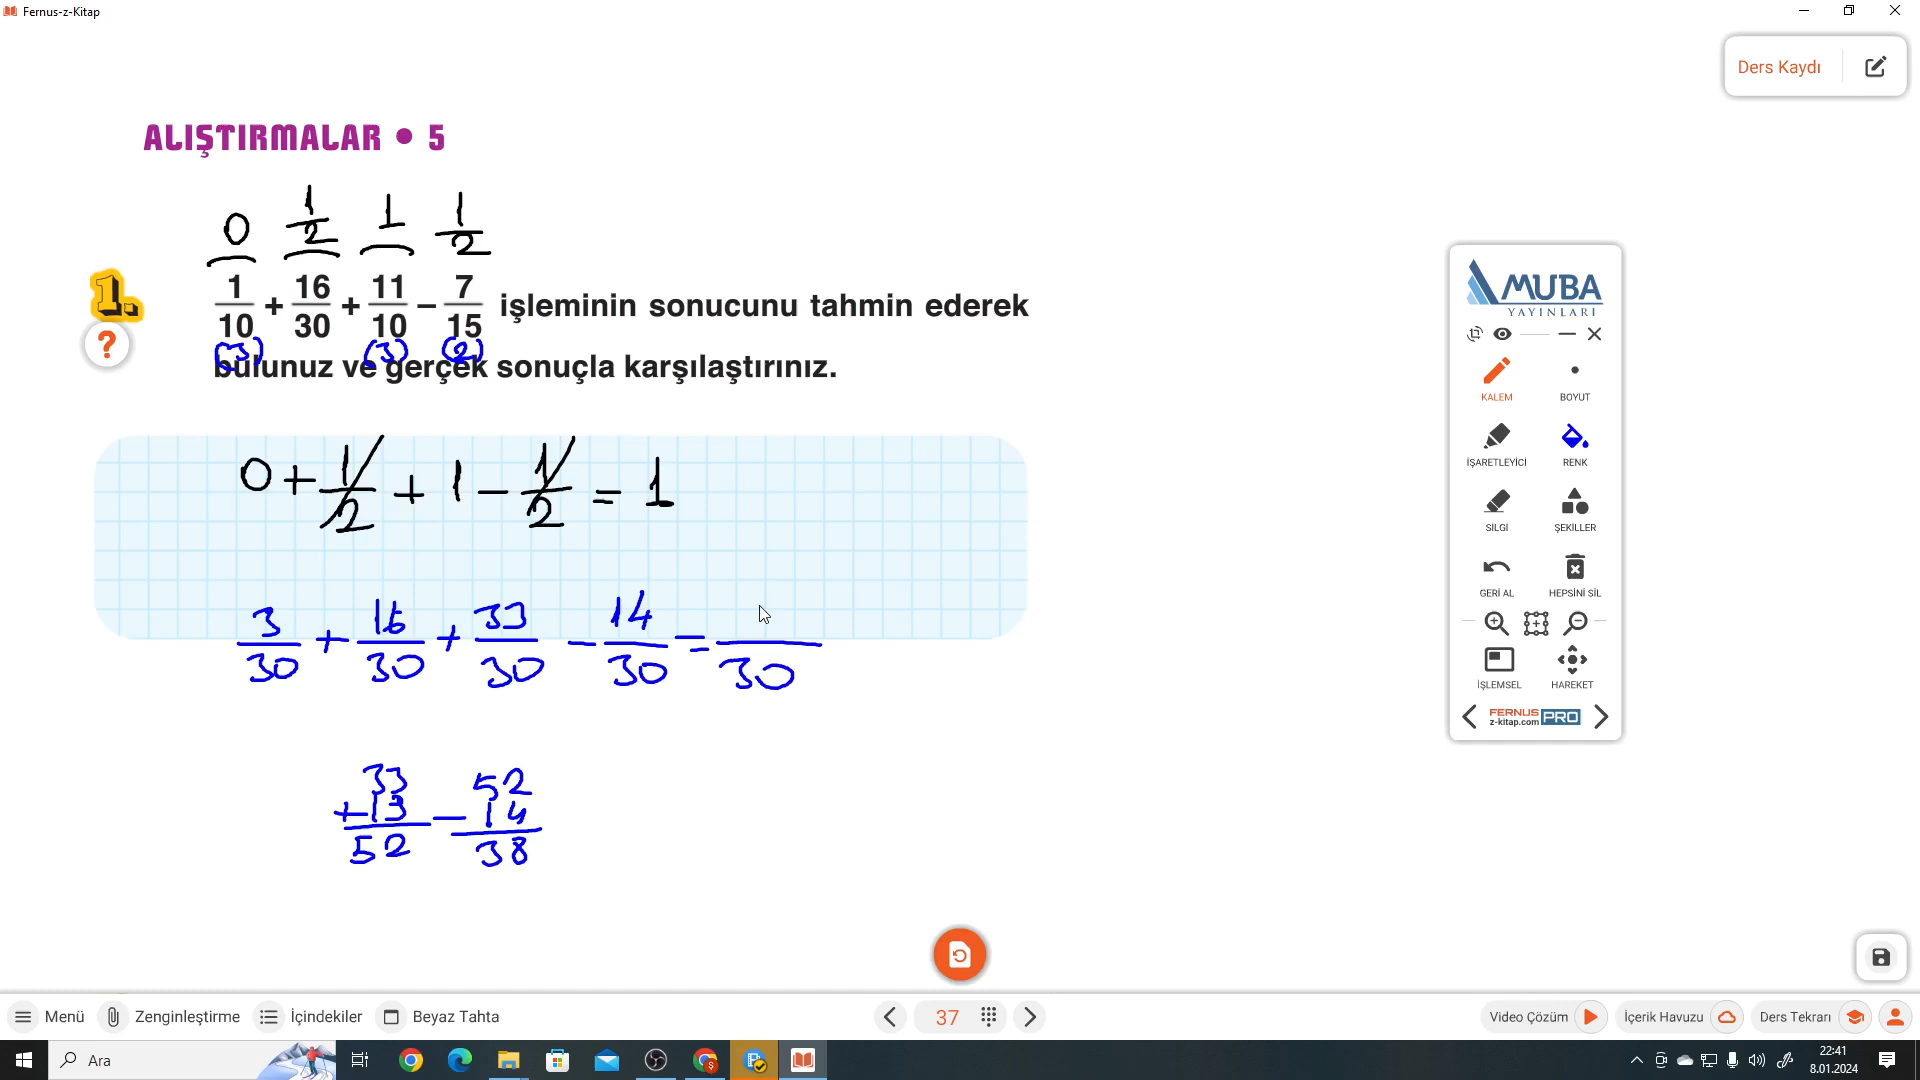 Fernus-z-Kitap
Ders Kaydı
ALIŞTIRMALAR • 5
0 1/2 1 1/2
1. 1/10 + 16/30 + 11/10 − 7/15 işleminin sonucunu tahmin ederek
(3) (3) (2)
? bulunuz ve gerçek sonuçla karşılaştırınız.
0 + 1/2 + 1 − 1/2 = 1
3/30 + 16/30 + 33/30 − 14/30 = /30
33 52
+13 −14
52 38
MUBA
YAYINLARI
KALEM BOYUT
İŞARETLEYİCİ RENK
SİLGİ ŞEKİLLER
GERİ AL HEPSİNİ SİL
İŞLEMSEL HAREKET
FERNUS
z-kitap.com PRO
Menü Zenginleştirme İçindekiler Beyaz Tahta 37 Video Çözüm İçerik Havuzu Ders Tekrarı
Ara 22:41
8.01.2024